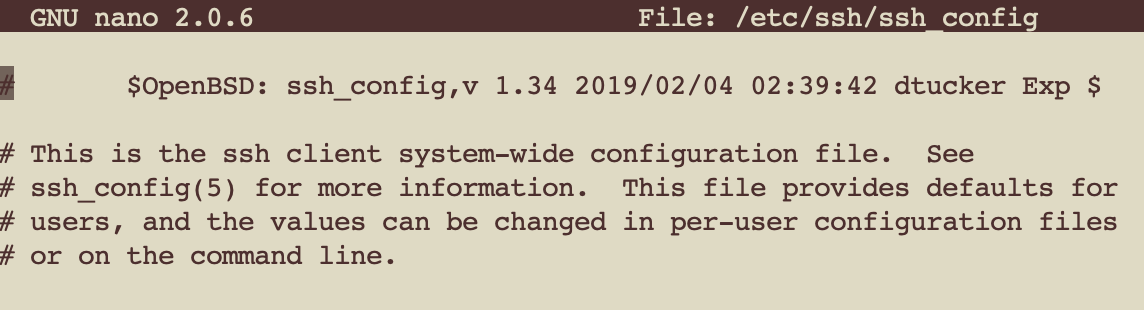 GNU nano 2.0.6 File: /etc/ssh/ssh_config
# $OpenBSD: ssh_config,v 1.34 2019/02/04 02:39:42 dtucker Exp $
# This is the ssh client system-wide configuration file. See
# ssh_config(5) for more information. This file provides defaults for
# users, and the values can be changed in per-user configuration files
# or on the command line.